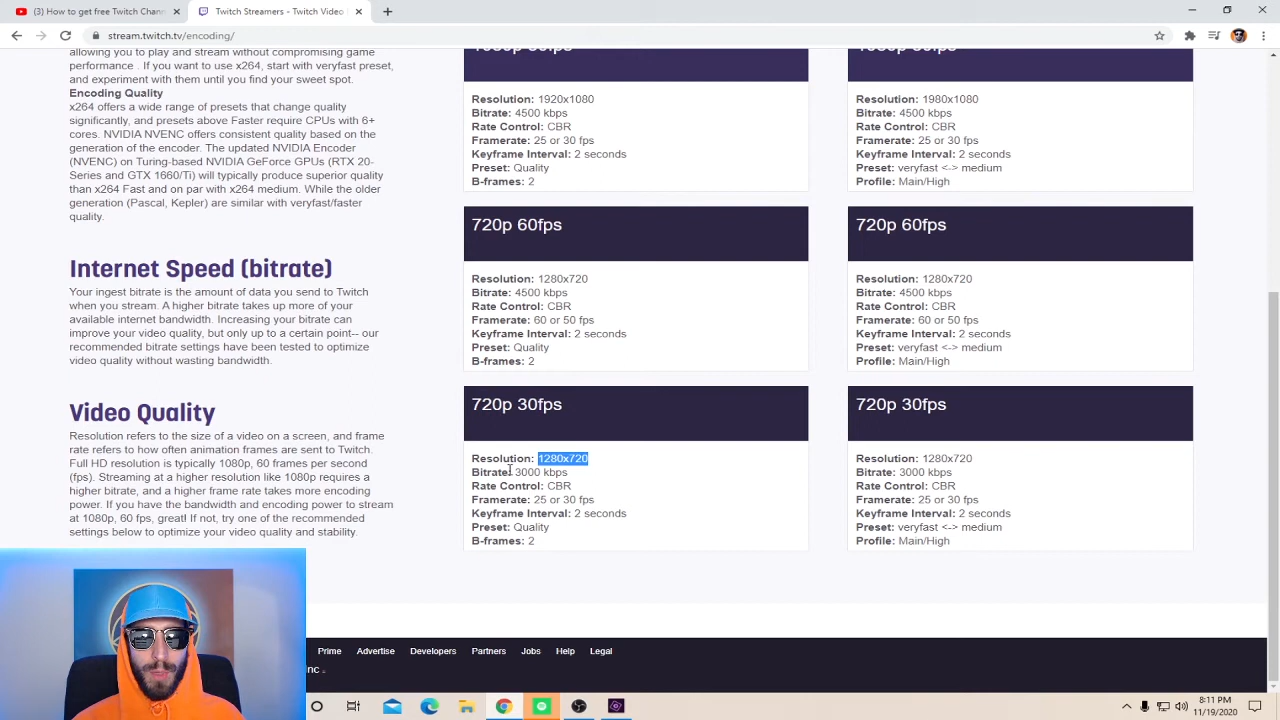 (3) How to get free Twitch Chann
Twitch Streamers - Twitch Video
stream.twitch.tv/encoding/
allowing you to play and stream without compromising game
performance . If you want to use x264, start with veryfast preset,
and experiment with them until you find your sweet spot.
Encoding Quality
x264 offers a wide range of presets that change quality
significantly, and presets above Faster require CPUs with 6+
cores. NVIDIA NVENC offers consistent quality based on the
generation of the encoder. The updated NVIDIA Encoder
(NVENC) on Turing-based NVIDIA GeForce GPUs (RTX 20-
Series and GTX 1660/Ti) will typically produce superior quality
than x264 Fast and on par with x264 medium. While the older
generation (Pascal, Kepler) are similar with veryfast/faster
quality.
Internet Speed (bitrate)
Your ingest bitrate is the amount of data you send to Twitch
when you stream. A higher bitrate takes up more of your
available internet bandwidth. Increasing your bitrate can
improve your video quality, but only up to a certain point-- our
recommended bitrate settings have been tested to optimize
video quality without wasting bandwidth.
Video Quality
Resolution refers to the size of a video on a screen, and frame
rate refers to how often animation frames are sent to Twitch.
Full HD resolution is typically 1080p, 60 frames per second
(fps). Streaming at a higher resolution like 1080p requires a
higher bitrate, and a higher frame rate takes more encoding
power. If you have the bandwidth and encoding power to stream
at 1080p, 60 fps, great! If not, try one of the recommended
settings below to optimize your video quality and stability.
Resolution: 1920x1080
Bitrate: 4500 kbps
Rate Control: CBR
Framerate: 25 or 30 fps
Keyframe Interval: 2 seconds
Preset: Quality
B-frames: 2
Resolution: 1980x1080
Bitrate: 4500 kbps
Rate Control: CBR
Framerate: 25 or 30 fps
Keyframe Interval: 2 seconds
Preset: veryfast <-> medium
Profile: Main/High
720p 60fps
Resolution: 1280x720
Bitrate: 4500 kbps
Rate Control: CBR
Framerate: 60 or 50 fps
Keyframe Interval: 2 seconds
Preset: Quality
B-frames: 2
720p 60fps
Resolution: 1280x720
Bitrate: 4500 kbps
Rate Control: CBR
Framerate: 60 or 50 fps
Keyframe Interval: 2 seconds
Preset: veryfast <-> medium
Profile: Main/High
720p 30fps
Resolution: 1280x720
Bitrate: 3000 kbps
Rate Control: CBR
Framerate: 25 or 30 fps
Keyframe Interval: 2 seconds
Preset: Quality
B-frames: 2
720p 30fps
Resolution: 1280x720
Bitrate: 3000 kbps
Rate Control: CBR
Framerate: 25 or 30 fps
Keyframe Interval: 2 seconds
Preset: veryfast <-> medium
Profile: Main/High
Prime Advertise Developers Partners Jobs Help Legal
Inc .
8:11 PM
11/19/2020